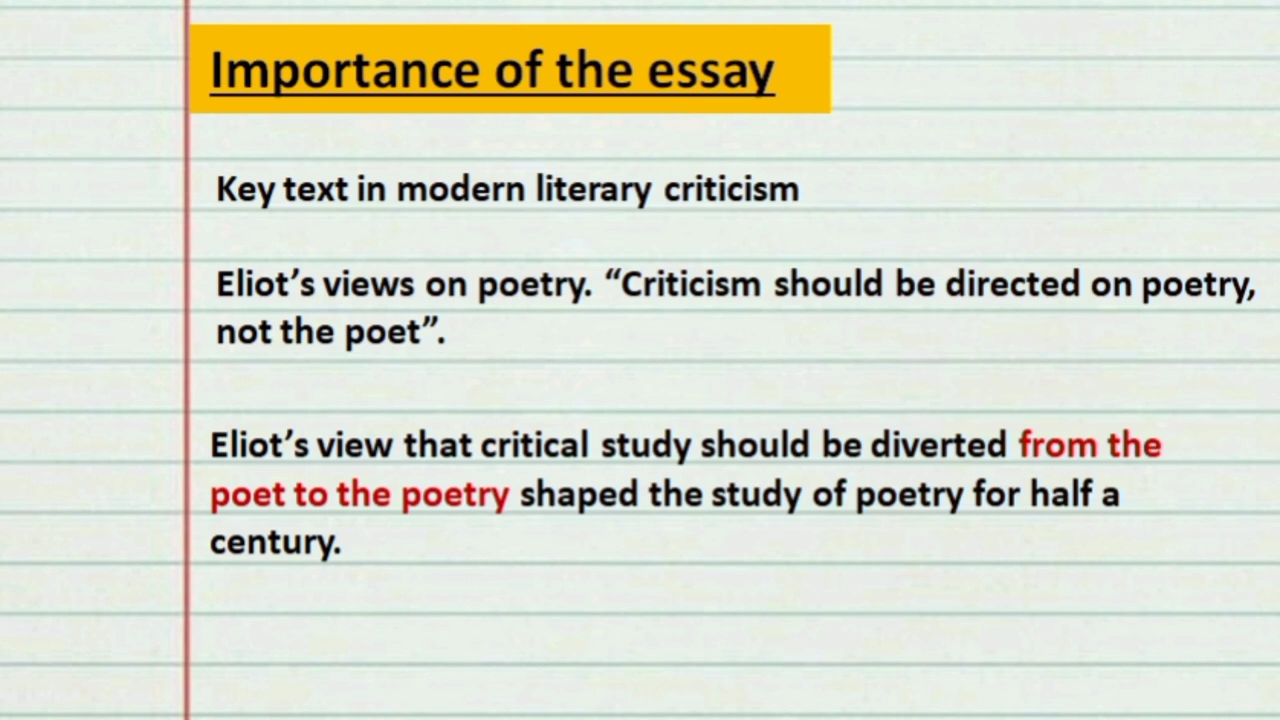 Importance of the essay
Key text in modern literary criticism
Eliot’s views on poetry. “Criticism should be directed on poetry,
not the poet”.
Eliot’s view that critical study should be diverted from the
poet to the poetry shaped the study of poetry for half a
century.